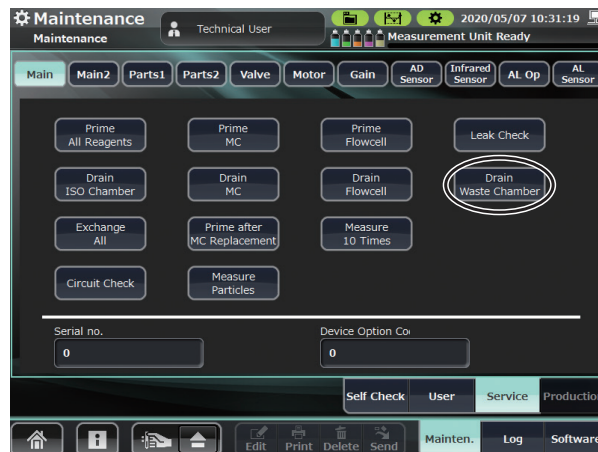 Maintenance
Maintenance
Technical User
2020/05/07 10:31:19
Measurement Unit Ready
Main
Main2
Parts1
Parts2
Valve
Motor
Gain
AD
Sensor
Infrared
Sensor
AL Op
AL
Sensor
Prime
All Reagents
Prime
MC
Prime
Flowcell
Leak Check
Drain
ISO Chamber
Drain
MC
Drain
Flowcell
Drain
Waste Chamber
Exchange
All
Prime after
MC Replacement
Measure
10 Times
Circuit Check
Measure
Particles
Serial no.
Device Option Co
0
0
Self Check
User
Service
Productio
Edit
Print
Delete
Send
Mainten.
Log
Software